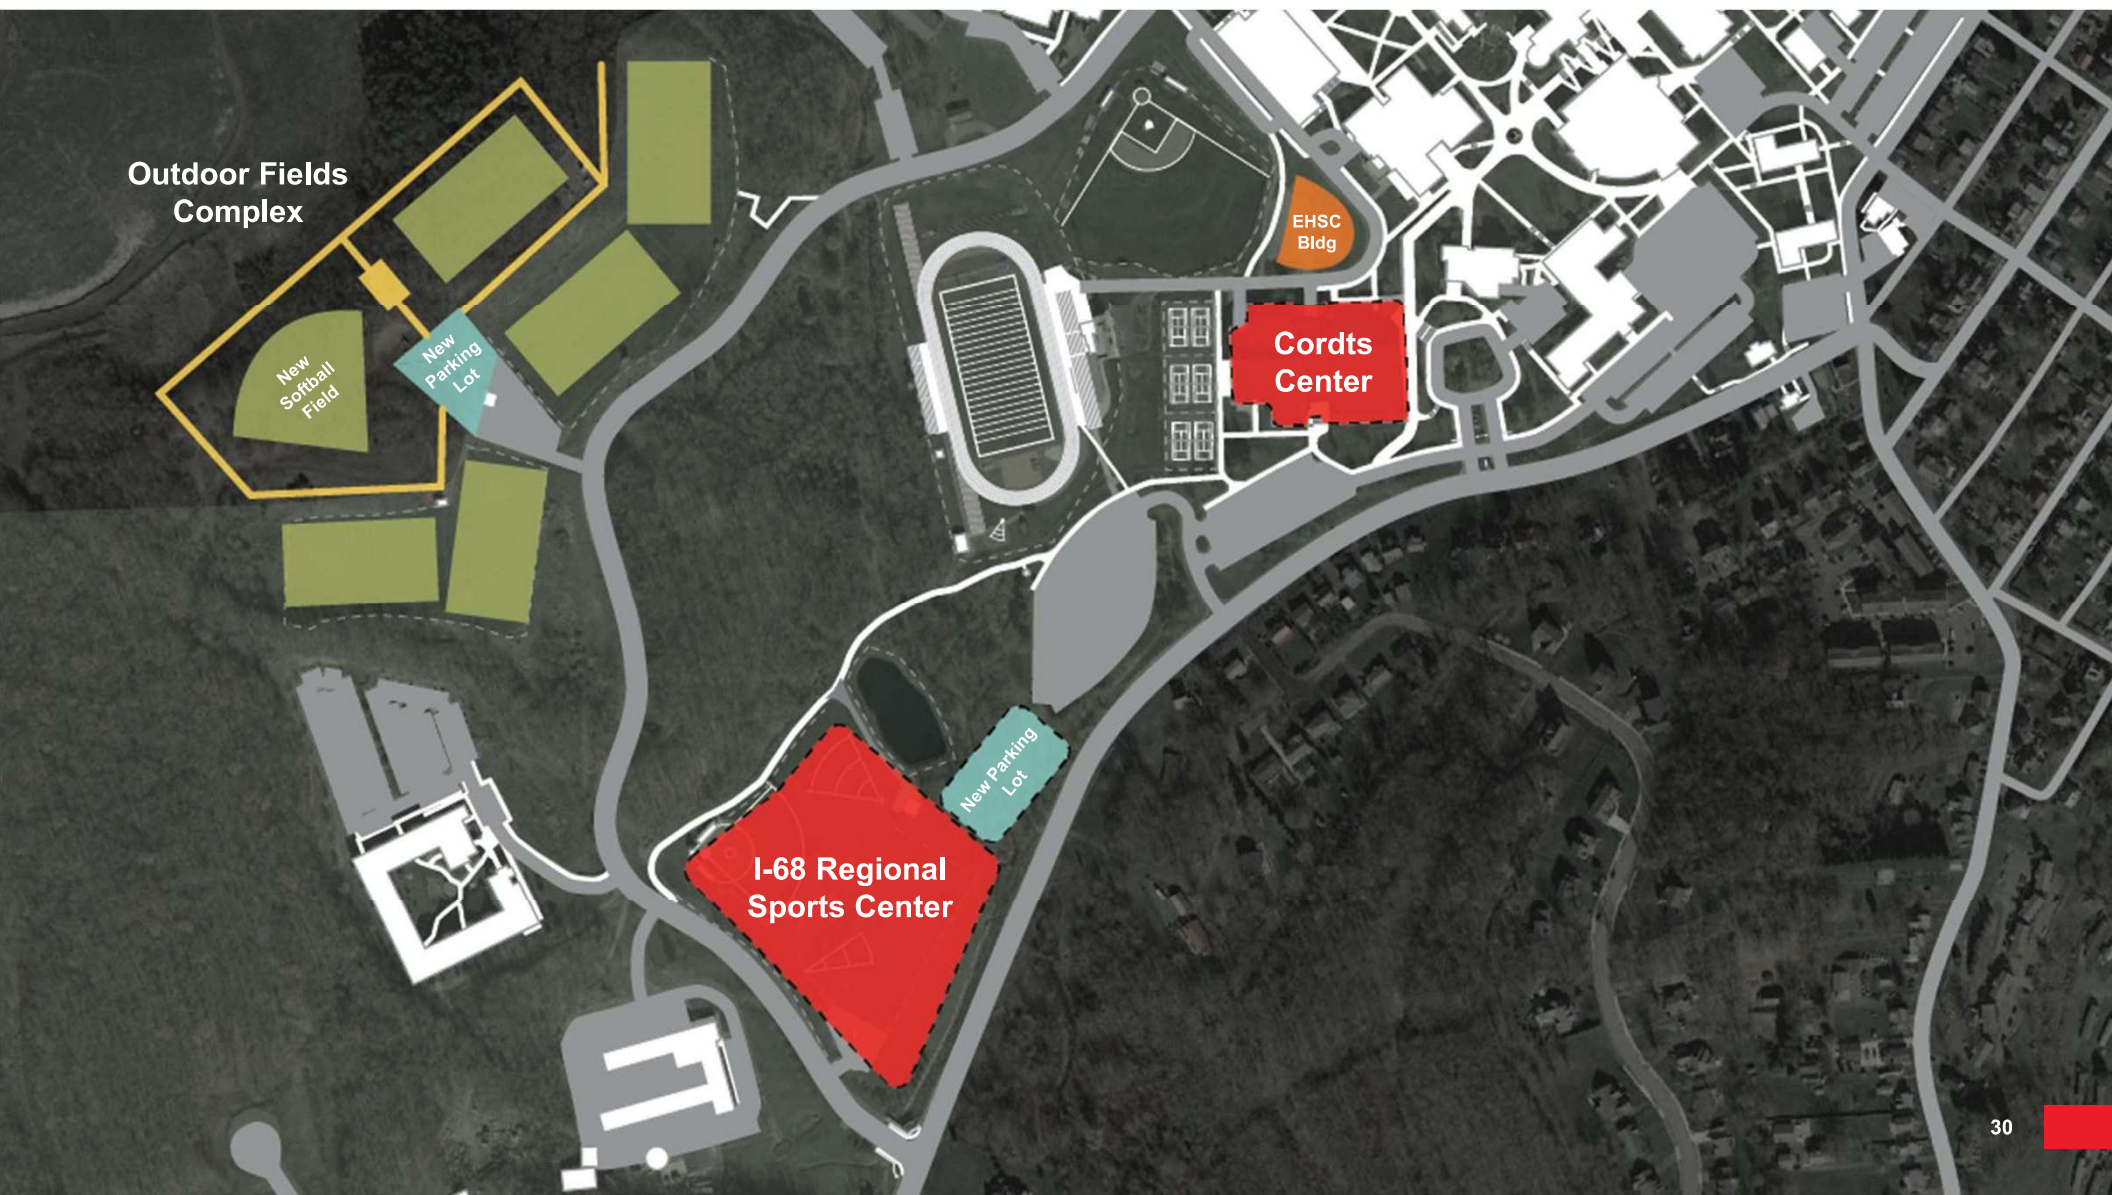 Outdoor Fields
Complex
EHSC
Bldg
Cordts
Center
New
Parking
Lot
New
Softball
Field
New Parking
Lot
I-68 Regional
Sports Center
30